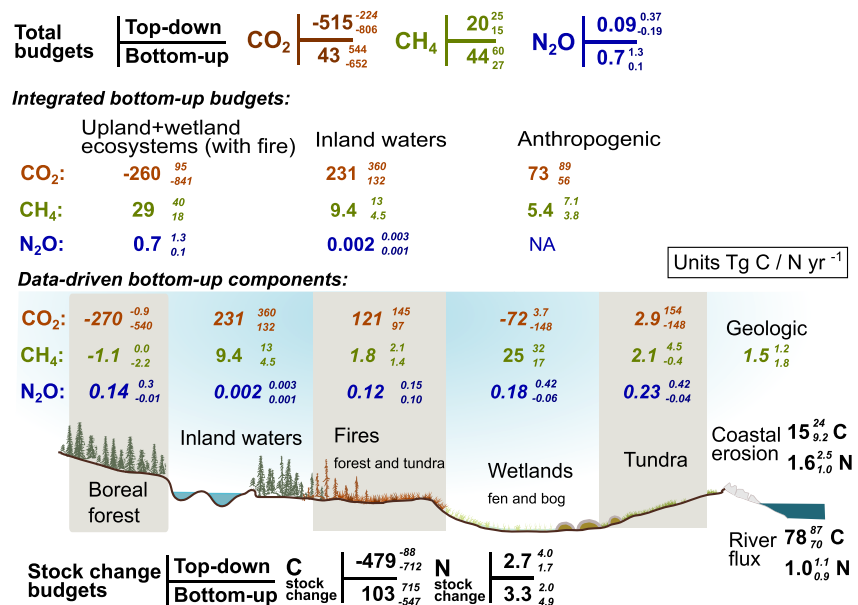 Total budgets
Top-down
Bottom-up
CO2 -515 -224 -806
43 544 -652
CH4 20 25 15
44 60 27
N2O 0.09 0.37 -0.19
0.7 1.3 0.1
Integrated bottom-up budgets:
Upland+wetland
ecosystems (with fire)
Inland waters
Anthropogenic
CO2: -260 95 -841 231 360 132 73 89 56
CH4: 29 40 18 9.4 13 4.5 5.4 7.1 3.8
N2O: 0.7 1.3 0.1 0.002 0.003 0.001 NA
Units Tg C / N yr -1
Data-driven bottom-up components:
CO2: -270 -0.9 -540 231 360 132 121 145 97 -72 3.7 -148 2.9 154 -148
Geologic
CH4: -1.1 0.0 -2.2 9.4 13 4.5 1.8 2.1 1.4 25 32 17 2.1 4.5 -0.4 1.5 1.2 1.8
N2O: 0.14 0.3 -0.01 0.002 0.003 0.001 0.12 0.15 0.10 0.18 0.42 -0.06 0.23 0.42 -0.04
Boreal
forest
Inland waters
Fires
forest and tundra
Wetlands
fen and bog
Tundra
Coastal
erosion
15 24 9.2 C
1.6 2.5 1.0 N
River
flux
78 87 70 C
1.0 1.1 0.9 N
Stock change
budgets
Top-down
Bottom-up
C
stock
change
-479 -88 -712
103 715 -547
N
stock
change
2.7 4.0 1.7
3.3 2.0 4.9